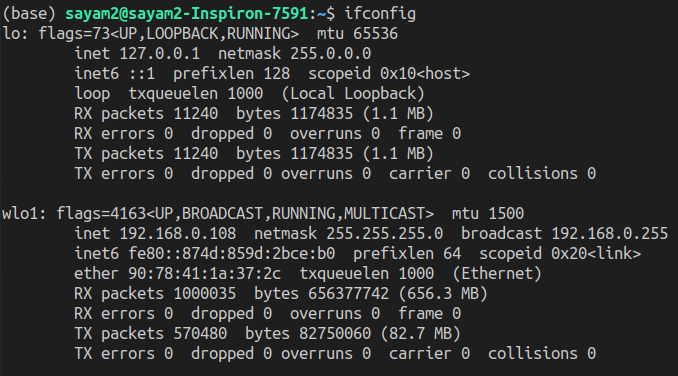 (base) sayam2@sayam2-Inspiron-7591:~$ ifconfig
lo: flags=73<UP,LOOPBACK,RUNNING>  mtu 65536
        inet 127.0.0.1  netmask 255.0.0.0
        inet6 ::1  prefixlen 128  scopeid 0x10<host>
        loop  txqueuelen 1000  (Local Loopback)
        RX packets 11240  bytes 1174835 (1.1 MB)
        RX errors 0  dropped 0  overruns 0  frame 0
        TX packets 11240  bytes 1174835 (1.1 MB)
        TX errors 0  dropped 0 overruns 0  carrier 0  collisions 0

wlo1: flags=4163<UP,BROADCAST,RUNNING,MULTICAST>  mtu 1500
        inet 192.168.0.108  netmask 255.255.255.0  broadcast 192.168.0.255
        inet6 fe80::874d:859d:2bce:b0  prefixlen 64  scopeid 0x20<link>
        ether 90:78:41:1a:37:2c  txqueuelen 1000  (Ethernet)
        RX packets 1000035  bytes 656377742 (656.3 MB)
        RX errors 0  dropped 0  overruns 0  frame 0
        TX packets 570480  bytes 82750060 (82.7 MB)
        TX errors 0  dropped 0 overruns 0  carrier 0  collisions 0